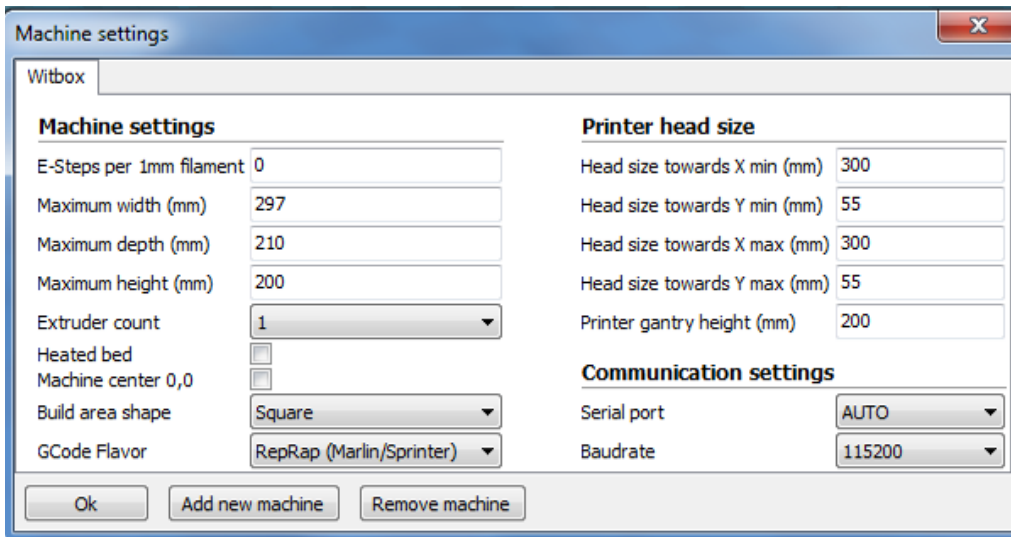 Machine settings
Witbox
Machine settings
E-Steps per 1mm filament 0
Maximum width (mm) 297
Maximum depth (mm) 210
Maximum height (mm) 200
Extruder count 1
Heated bed
Machine center 0,0
Build area shape Square
GCode Flavor RepRap (Marlin/Sprinter)
Printer head size
Head size towards X min (mm) 300
Head size towards Y min (mm) 55
Head size towards X max (mm) 300
Head size towards Y max (mm) 55
Printer gantry height (mm) 200
Communication settings
Serial port AUTO
Baudrate 115200
Ok Add new machine Remove machine